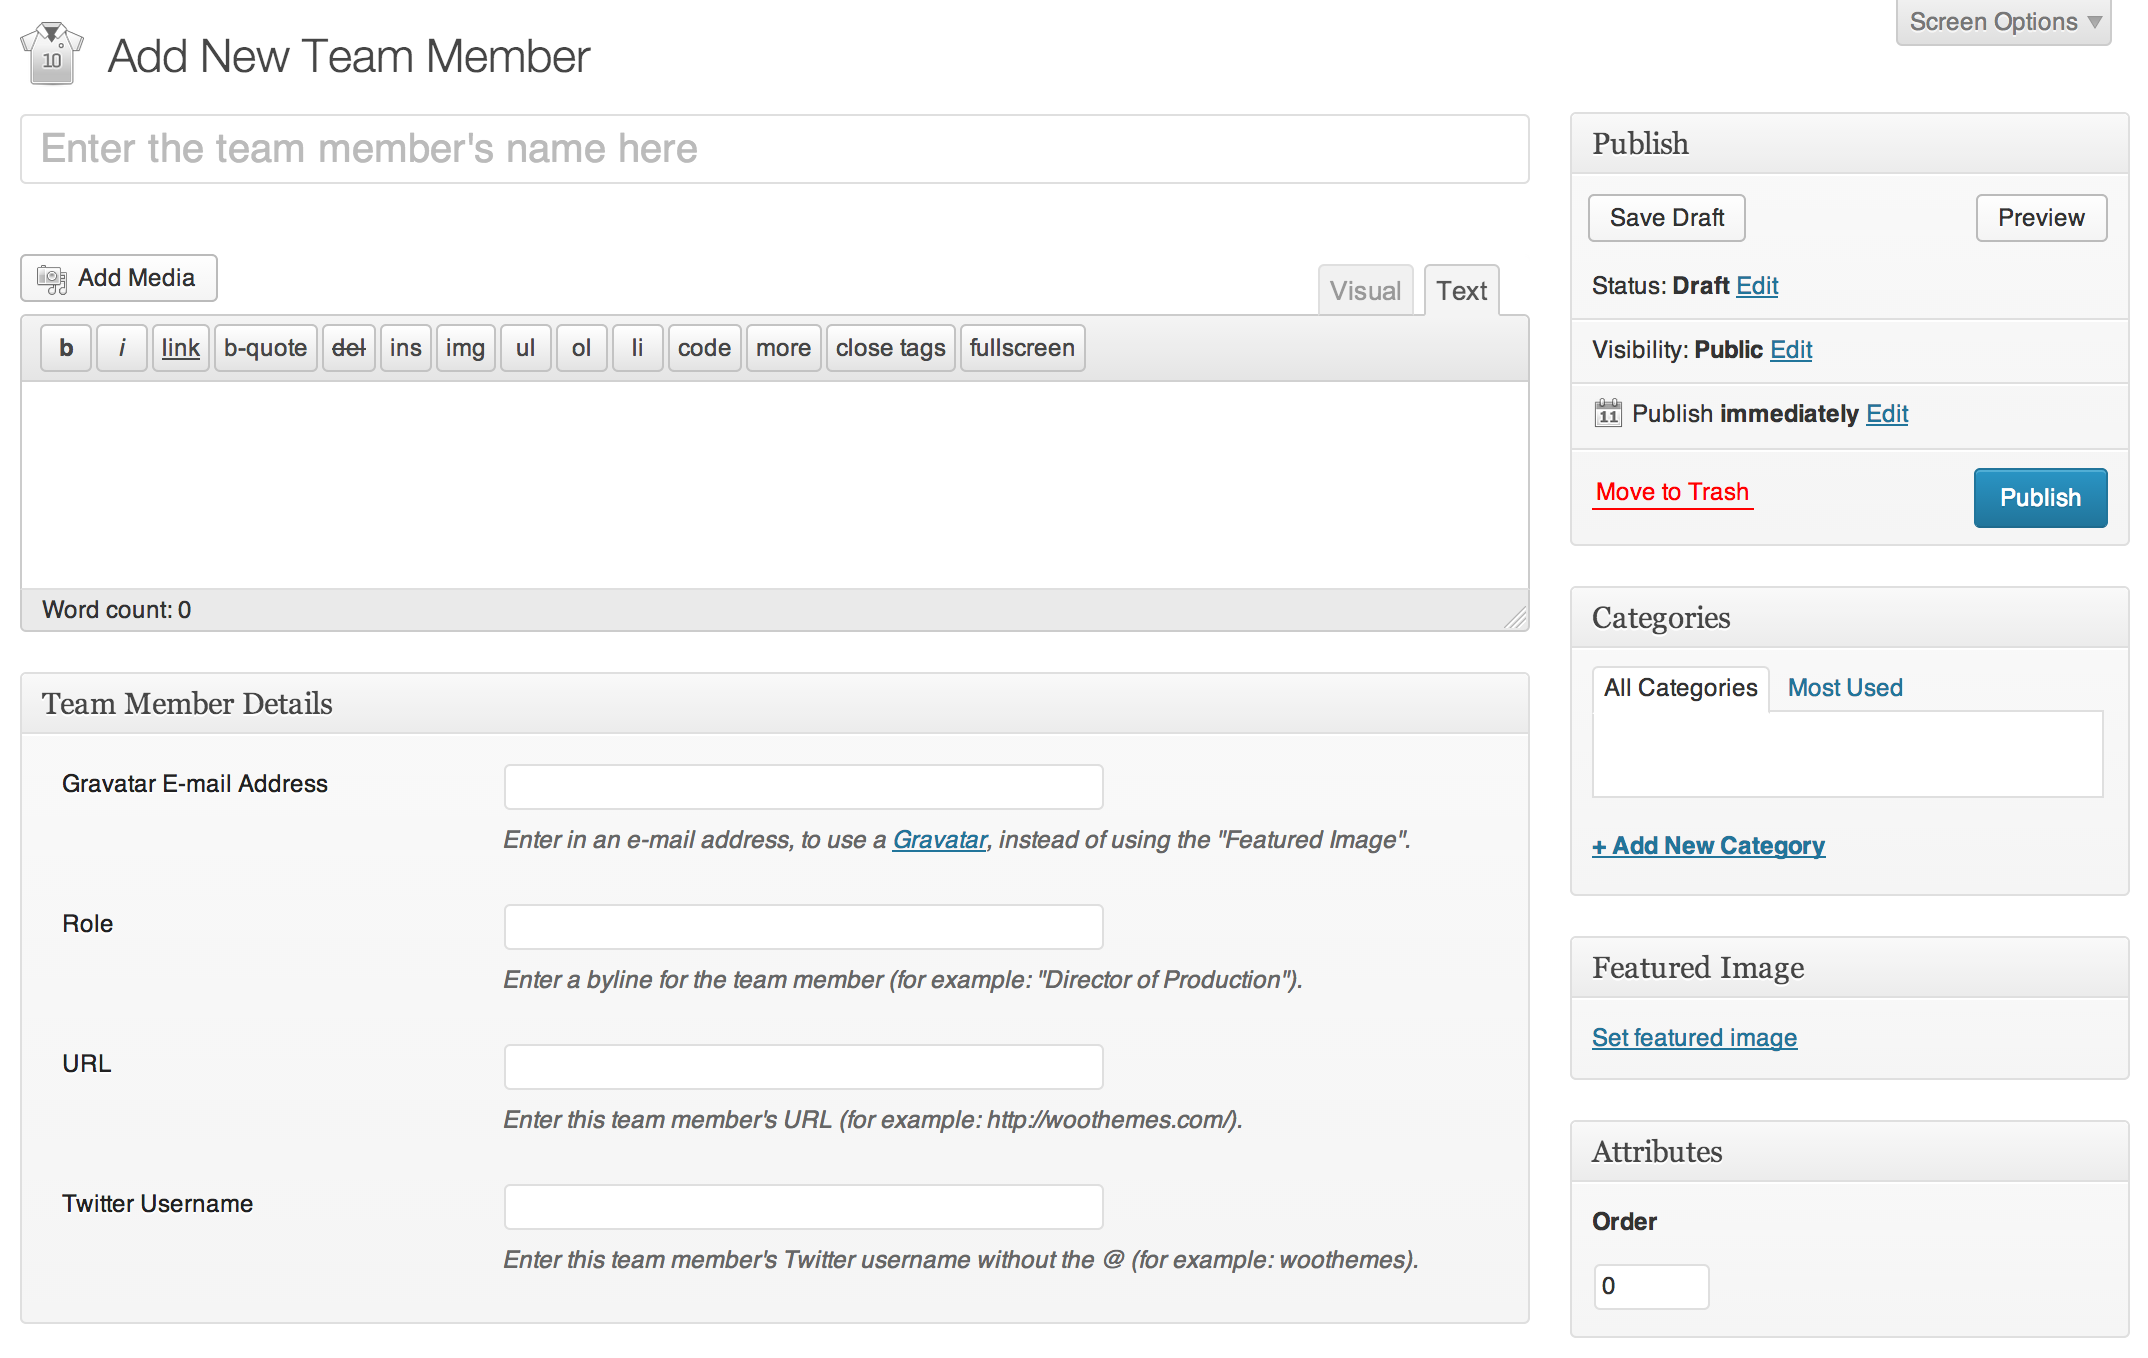 Screen Options
10
Add New Team Member
Enter the team member's name here
Add Media
Visual Text
b i link b-quote del ins img ul ol li code more close tags fullscreen
Word count: 0
Team Member Details
Gravatar E-mail Address
Enter in an e-mail address, to use a Gravatar, instead of using the "Featured Image".
Role
Enter a byline for the team member (for example: "Director of Production").
URL
Enter this team member's URL (for example: http://woothemes.com/).
Twitter Username
Enter this team member's Twitter username without the @ (for example: woothemes).
Publish
Save Draft Preview
Status: Draft Edit
Visibility: Public Edit
11 Publish immediately Edit
Move to Trash Publish
Categories
All Categories Most Used
+ Add New Category
Featured Image
Set featured image
Attributes
Order
0